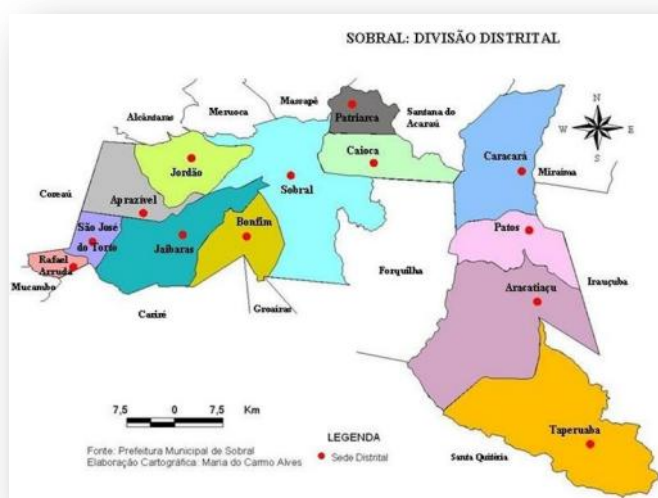 SOBRAL: DIVISÃO DISTRITAL
Massapê
Meruoca
Alcântaras
Santana do
Acaraú
Patriarca
N
W
E
S
Caioca
Jordão
Sobral
Caracará
Miraíma
Coreaú
Aprazível
São José
do Torto
Jaibaras
Bonfim
Patos
Rafael
Arruda
Mucambo
Forquilha
Irauçuba
Aracatiaçu
Cariré
Groaíras
7,5
0
7,5
Km
Taperuaba
LEGENDA
Sede Distrital
Santa Quitéria
Fonte: Prefeitura Municipal de Sobral
Elaboração Cartográfica: Maria do Carmo Alves